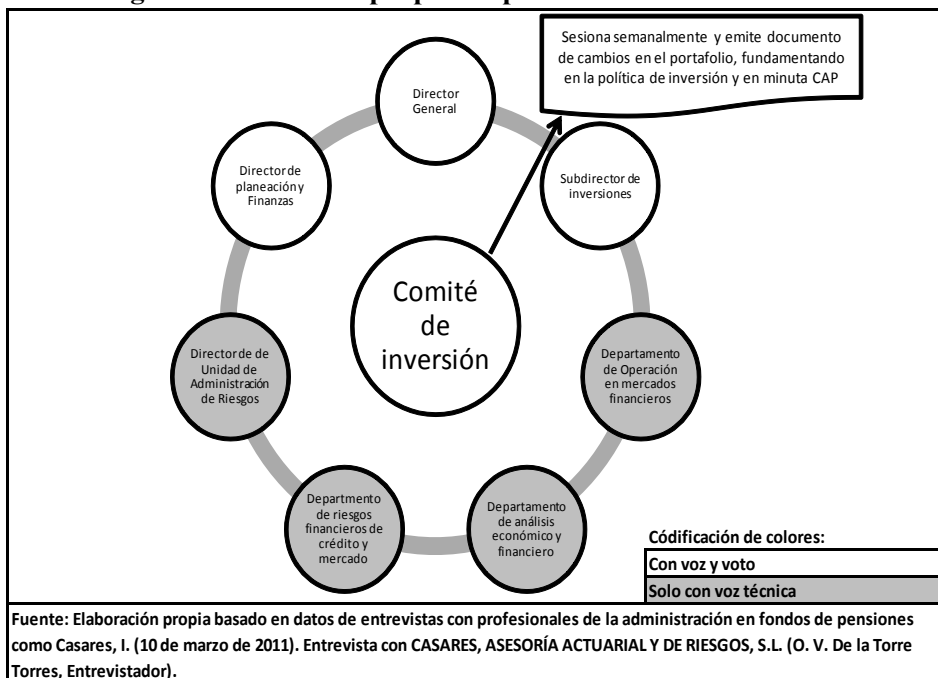 Sesiona semanalmente y emite documento
de cambios en el portafolio, fundamentando
en la política de inversión y en minuta CAP
Director
General
Director de
planeación y
Finanzas
Subdirector de
inversiones
Comité
de
inversión
Director de de
Unidad de
Administración
de Riesgos
Departamento
de Operación
en mercados
financieros
Departmento
de riesgos
financieros de
crédito y
mercado
Departamento
de análisis
económico y
financiero
Códificación de colores:
Con voz y voto
Solo con voz técnica
Fuente: Elaboración propia basado en datos de entrevistas con profesionales de la administración en fondos de pensiones
como Casares, I. (10 de marzo de 2011). Entrevista con CASARES, ASESORÍA ACTUARIAL Y DE RIESGOS, S.L. (O. V. De la Torre
Torres, Entrevistador).